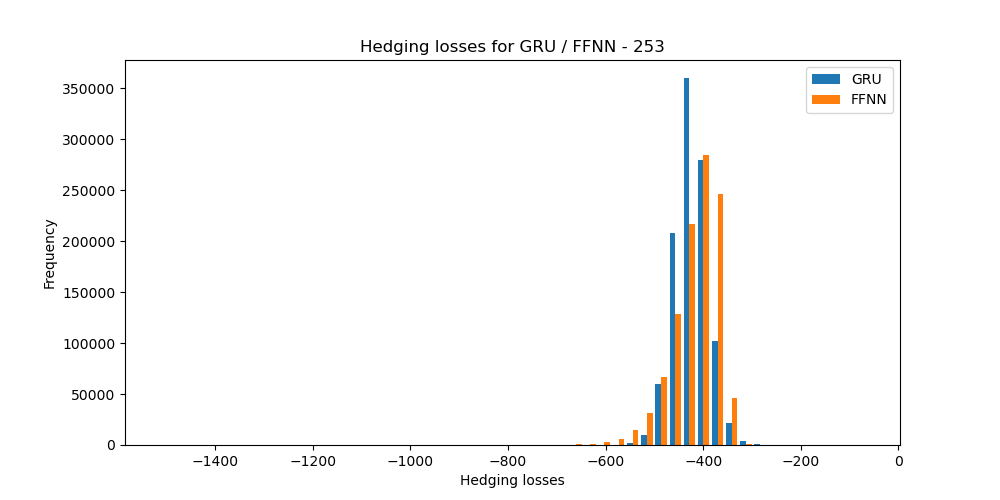 Hedging losses for GRU / FFNN - 253
GRU
FFNN
Frequency
350000
300000
250000
200000
150000
100000
50000
0
−1400 −1200 −1000 −800 −600 −400 −200 0
Hedging losses